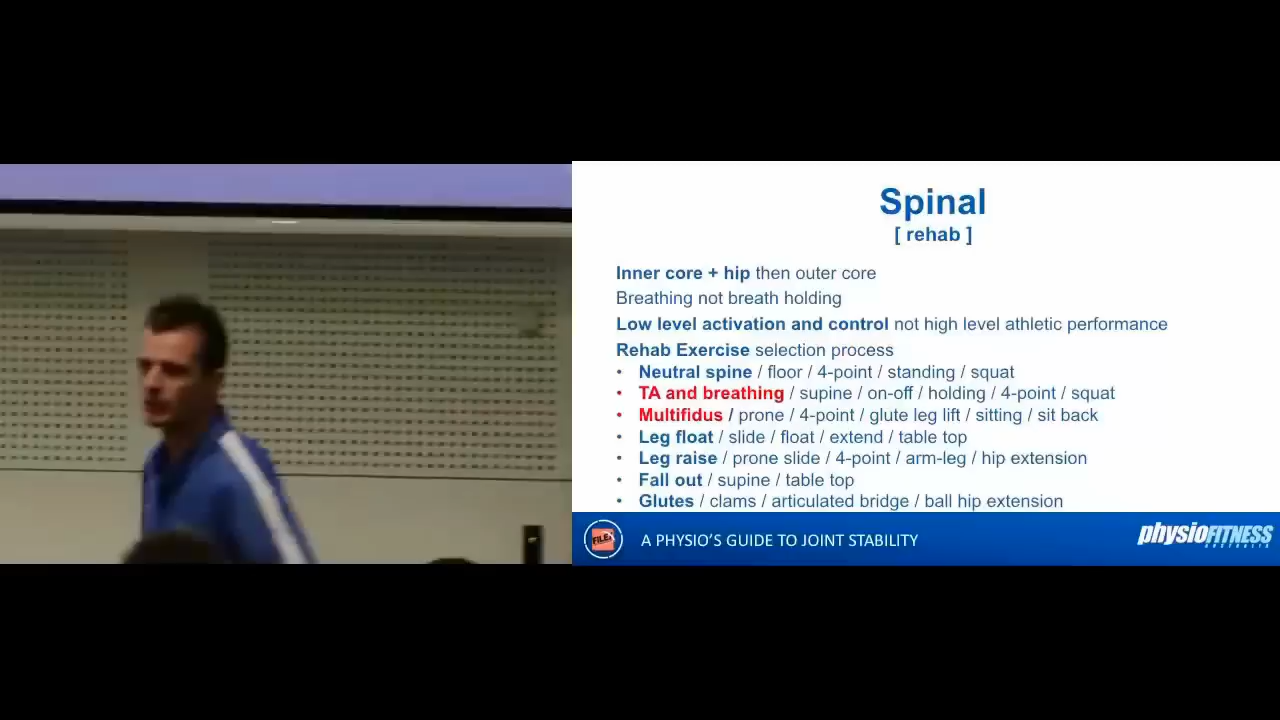 Spinal
[ rehab ]
Inner core + hip then outer core
Breathing not breath holding
Low level activation and control not high level athletic performance
Rehab Exercise selection process
• Neutral spine / floor / 4-point / standing / squat
• TA and breathing / supine / on-off / holding / 4-point / squat
• Multifidus / prone / 4-point / glute leg lift / sitting / sit back
• Leg float / slide / float / extend / table top
• Leg raise / prone slide / 4-point / arm-leg / hip extension
• Fall out / supine / table top
• Glutes / clams / articulated bridge / ball hip extension
FILEX
A PHYSIO'S GUIDE TO JOINT STABILITY
physioFITNESS
AUSTRALIA